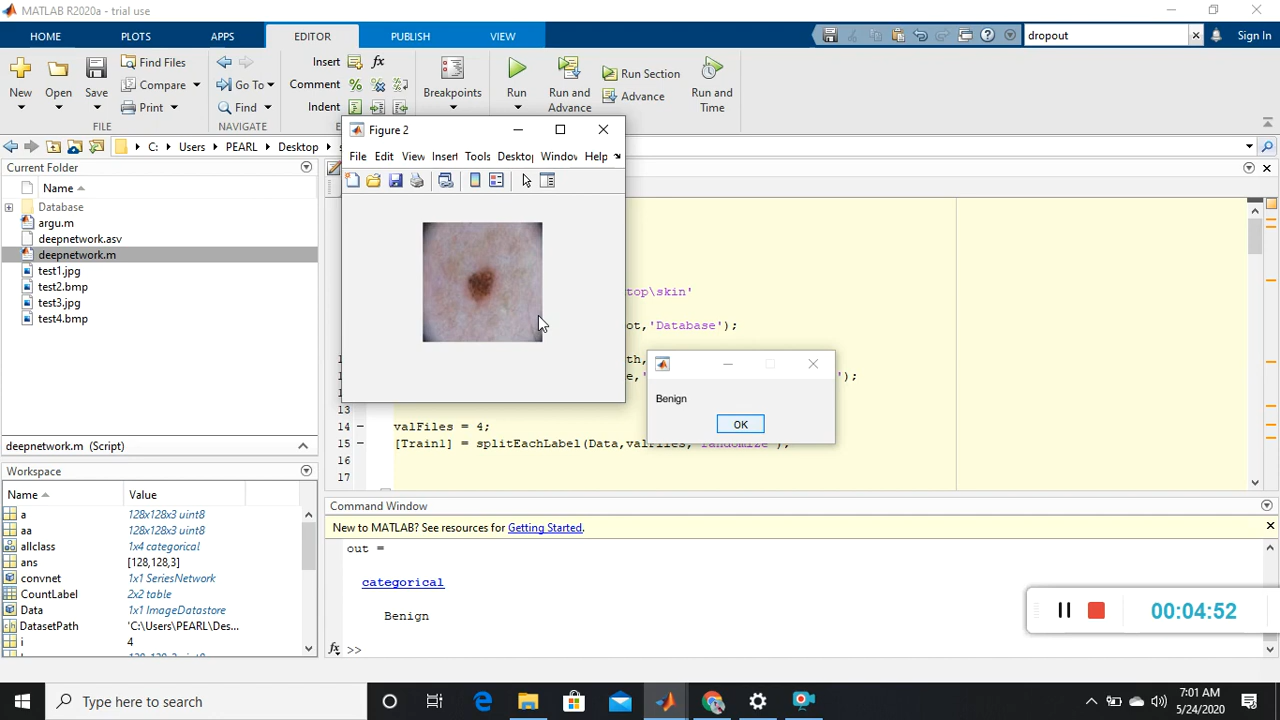 MATLAB R2020a - trial use
HOME PLOTS APPS EDITOR PUBLISH VIEW dropout Sign In
New Open Save Find Files Compare Print Go To Find Insert Comment Indent Breakpoints Run Run and Advance Run Section Advance Run and Time
FILE NAVIGATE
C: Users PEARL Desktop
Current Folder
Name
Database
argu.m
deepnetwork.asv
deepnetwork.m
test1.jpg
test2.bmp
test3.jpg
test4.bmp
deepnetwork.m (Script)
Workspace
Name Value
a 128x128x3 uint8
aa 128x128x3 uint8
allclass 1x4 categorical
ans [128,128,3]
convnet 1x1 SeriesNetwork
CountLabel 2x2 table
Data 1x1 ImageDatastore
DatasetPath 'C:\Users\PEARL\Des...
i 4
Figure 2
File Edit View Insert Tools Desktop Window Help
top\skin'
ot,'Database');
th,
e,' ');
13
14 valFiles = 4;
15 [Train1] = splitEachLabel(Data,valFiles,'randomize');
16
17
Benign
OK
Command Window
New to MATLAB? See resources for Getting Started.
out =
categorical
Benign
fx >>
00:04:52
Type here to search
7:01 AM
5/24/2020